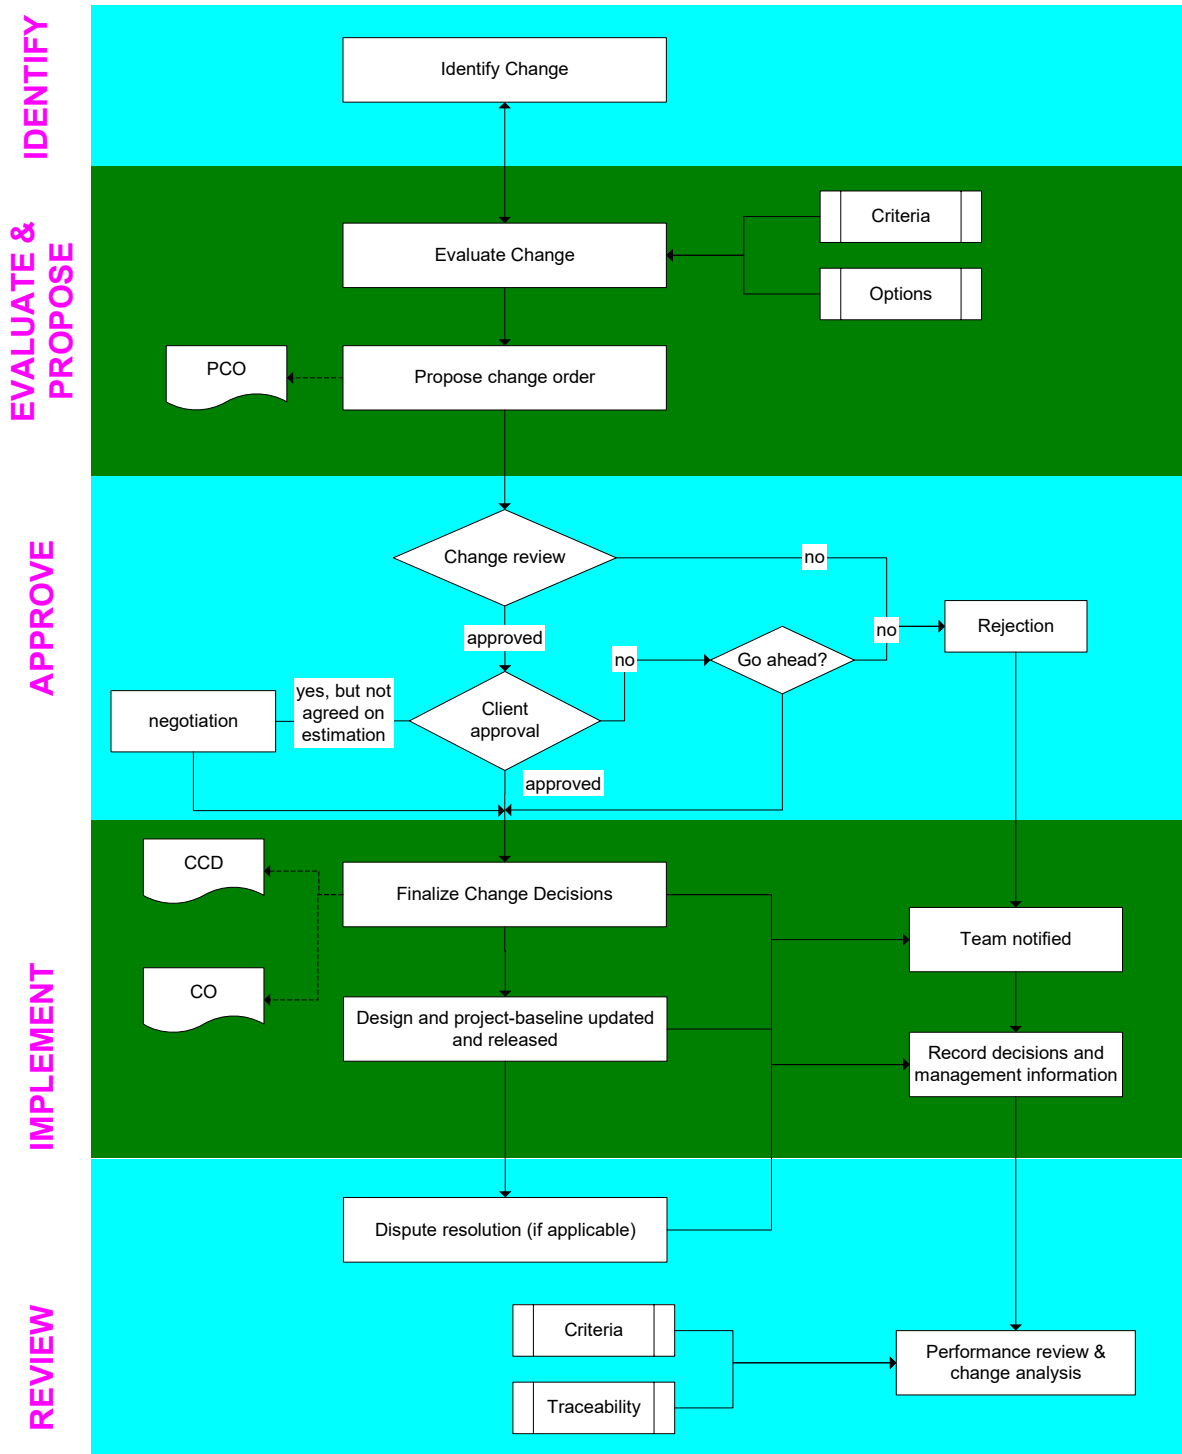 IDENTIFY
Identify Change
EVALUATE &
PROPOSE
Criteria
Evaluate Change
Options
PCO
Propose change order
APPROVE
Change review
no
Rejection
approved
no
no
Go ahead?
yes, but not
agreed on
estimation
negotiation
Client
approval
approved
IMPLEMENT
CCD
Finalize Change Decisions
Team notified
CO
Design and project-baseline updated
and released
Record decisions and
management information
REVIEW
Dispute resolution (if applicable)
Criteria
Performance review &
change analysis
Traceability